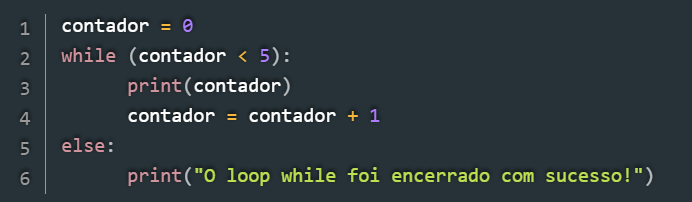 1 contador = 0
2 while (contador < 5):
3 print(contador)
4 contador = contador + 1
5 else:
6 print("O loop while foi encerrado com sucesso!")